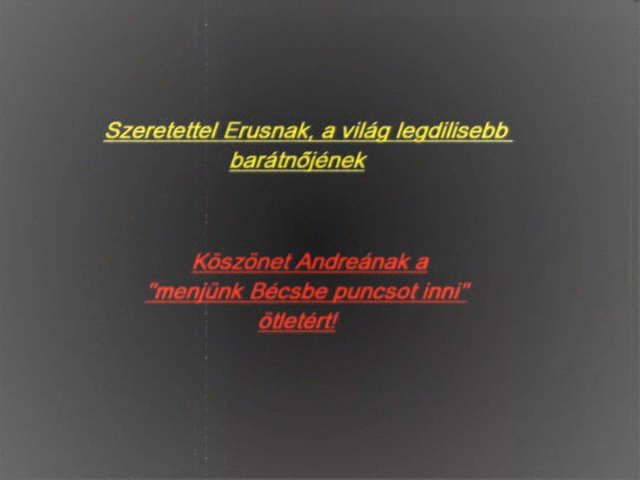 Szeretettel Erusnak, a világ legdilisebb
barátnőjének
Köszönet Andreának a
"menjünk Bécsbe puncsot inni"
ötletért!